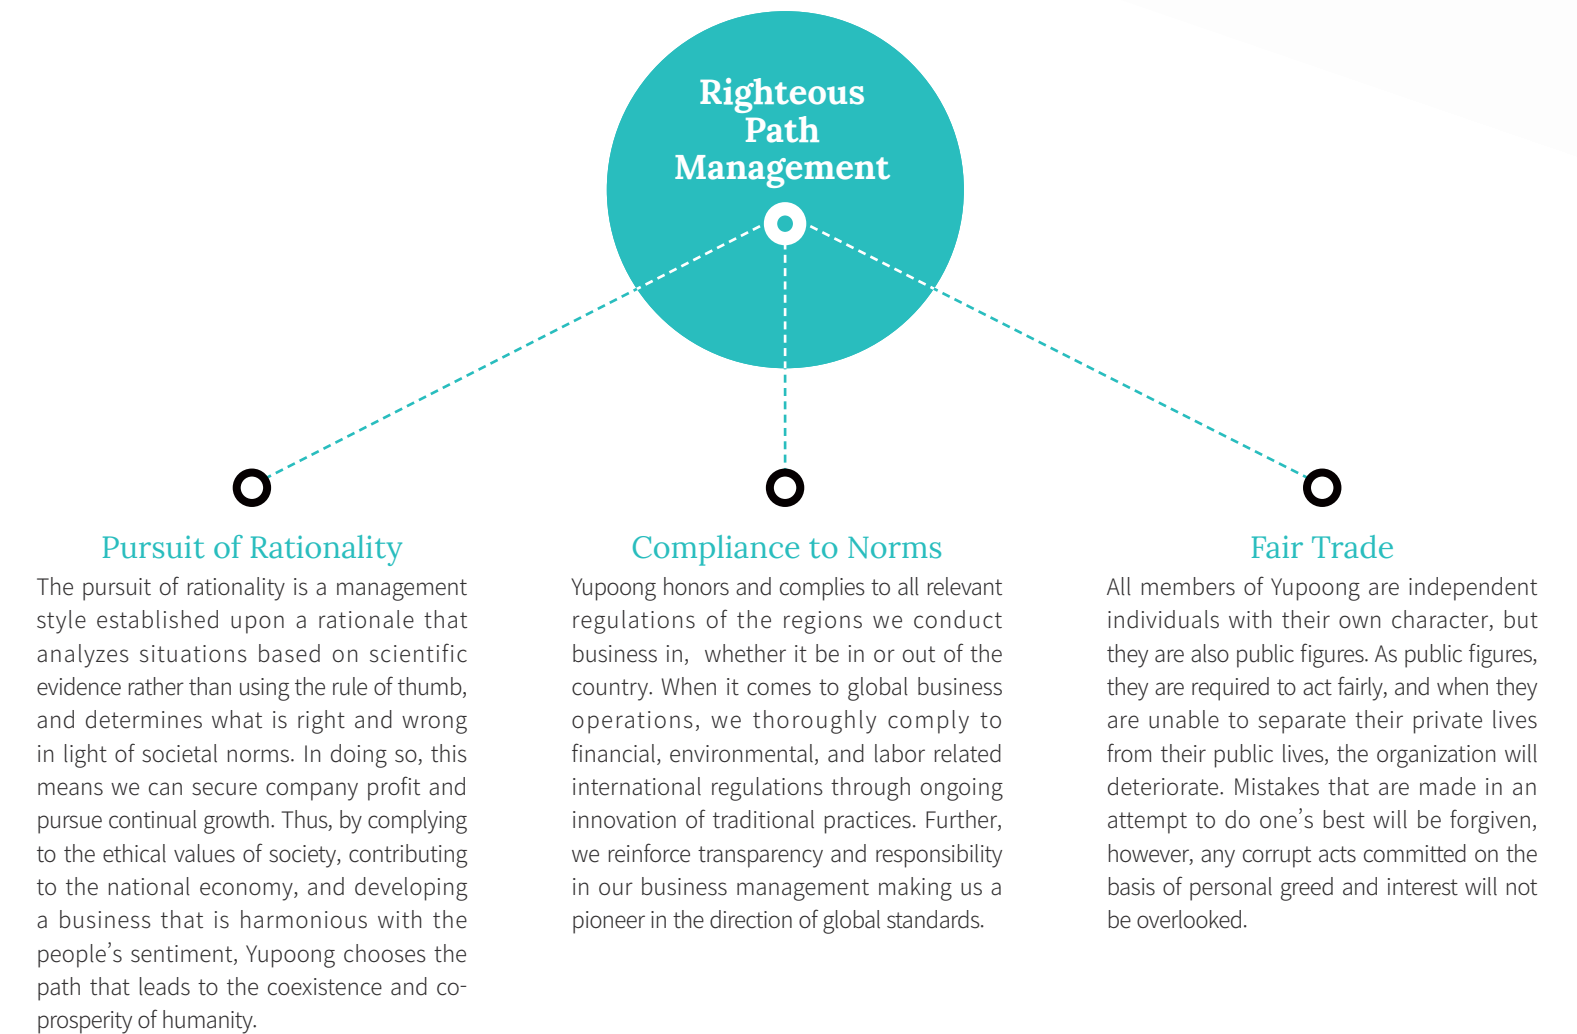 Righteous
Path
Management
Pursuit of Rationality
The pursuit of rationality is a management
style established upon a rationale that
analyzes situations based on scientific
evidence rather than using the rule of thumb,
and determines what is right and wrong
in light of societal norms. In doing so, this
means we can secure company profit and
pursue continual growth. Thus, by complying
to the ethical values of society, contributing
to the national economy, and developing
a business that is harmonious with the
people’s sentiment, Yupoong chooses the
path that leads to the coexistence and co-
prosperity of humanity.
Compliance to Norms
Yupoong honors and complies to all relevant
regulations of the regions we conduct
business in, whether it be in or out of the
country. When it comes to global business
operations, we thoroughly comply to
financial, environmental, and labor related
international regulations through ongoing
innovation of traditional practices. Further,
we reinforce transparency and responsibility
in our business management making us a
pioneer in the direction of global standards.
Fair Trade
All members of Yupoong are independent
individuals with their own character, but
they are also public figures. As public figures,
they are required to act fairly, and when they
are unable to separate their private lives
from their public lives, the organization will
deteriorate. Mistakes that are made in an
attempt to do one’s best will be forgiven,
however, any corrupt acts committed on the
basis of personal greed and interest will not
be overlooked.